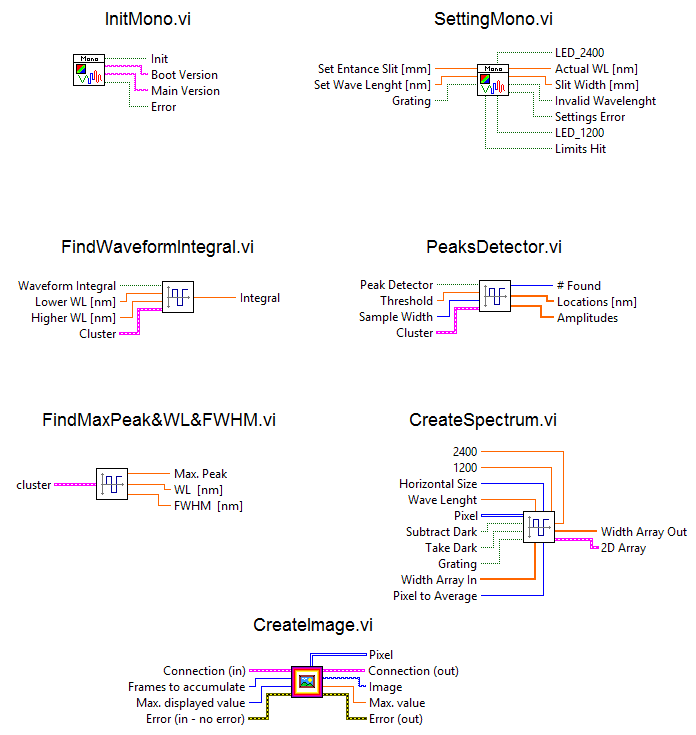 InitMono.vi
Mono
Init
Boot Version
Main Version
Error
SettingMono.vi
Set Entance Slit [mm]
Set Wave Lenght [nm]
Grating
Mono
LED_2400
Actual WL [nm]
Slit Width [mm]
Invalid Wavelenght
Settings Error
LED_1200
Limits Hit
FindWaveformIntegral.vi
Waveform Integral
Lower WL [nm]
Higher WL [nm]
Cluster
Integral
PeaksDetector.vi
Peak Detector
Threshold
Sample Width
Cluster
# Found
Locations [nm]
Amplitudes
FindMaxPeak&WL&FWHM.vi
cluster
Max. Peak
WL [nm]
FWHM [nm]
CreateSpectrum.vi
2400
1200
Horizontal Size
Wave Lenght
Pixel
Subtract Dark
Take Dark
Grating
Width Array In
Pixel to Average
Width Array Out
2D Array
CreateImage.vi
Connection (in)
Frames to accumulate
Max. displayed value
Error (in - no error)
Pixel
Connection (out)
Image
Max. value
Error (out)